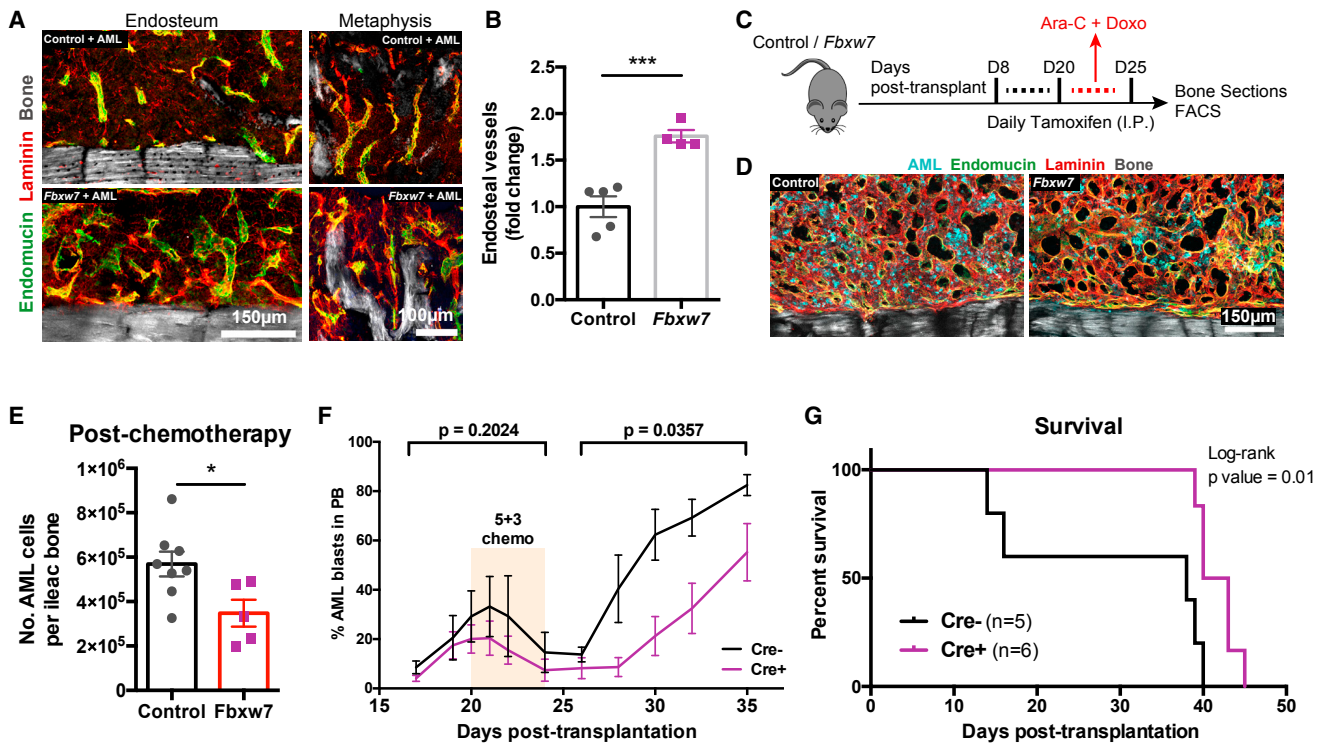 A
Endosteum
Metaphysis
Endomucin Laminin Bone
Control + AML
Control + AML
Fbxw7 + AML
Fbxw7 + AML
150µm
100µm
B
Endosteal vessels
(fold change)
2.5
2.0
1.5
1.0
0.5
0.0
***
Control
Fbxw7
C
Ara-C + Doxo
Control / Fbxw7
Days
post-transplant
D8
D20
D25
Daily Tamoxifen (I.P.)
Bone Sections
FACS
D
AML Endomucin Laminin Bone
Control
Fbxw7
150µm
E
Post-chemotherapy
No. AML cells
per ileac bone
1×10⁶
8×10⁵
6×10⁵
4×10⁵
2×10⁵
0
*
Control Fbxw7
F
% AML blasts in PB
100
80
60
40
20
0
p = 0.2024
p = 0.0357
5+3
chemo
Cre-
Cre+
15 20 25 30 35
Days post-transplantation
G
Survival
Log-rank
p value = 0.01
Percent survival
100
50
0
Cre- (n=5)
Cre+ (n=6)
0 10 20 30 40 50
Days post-transplantation